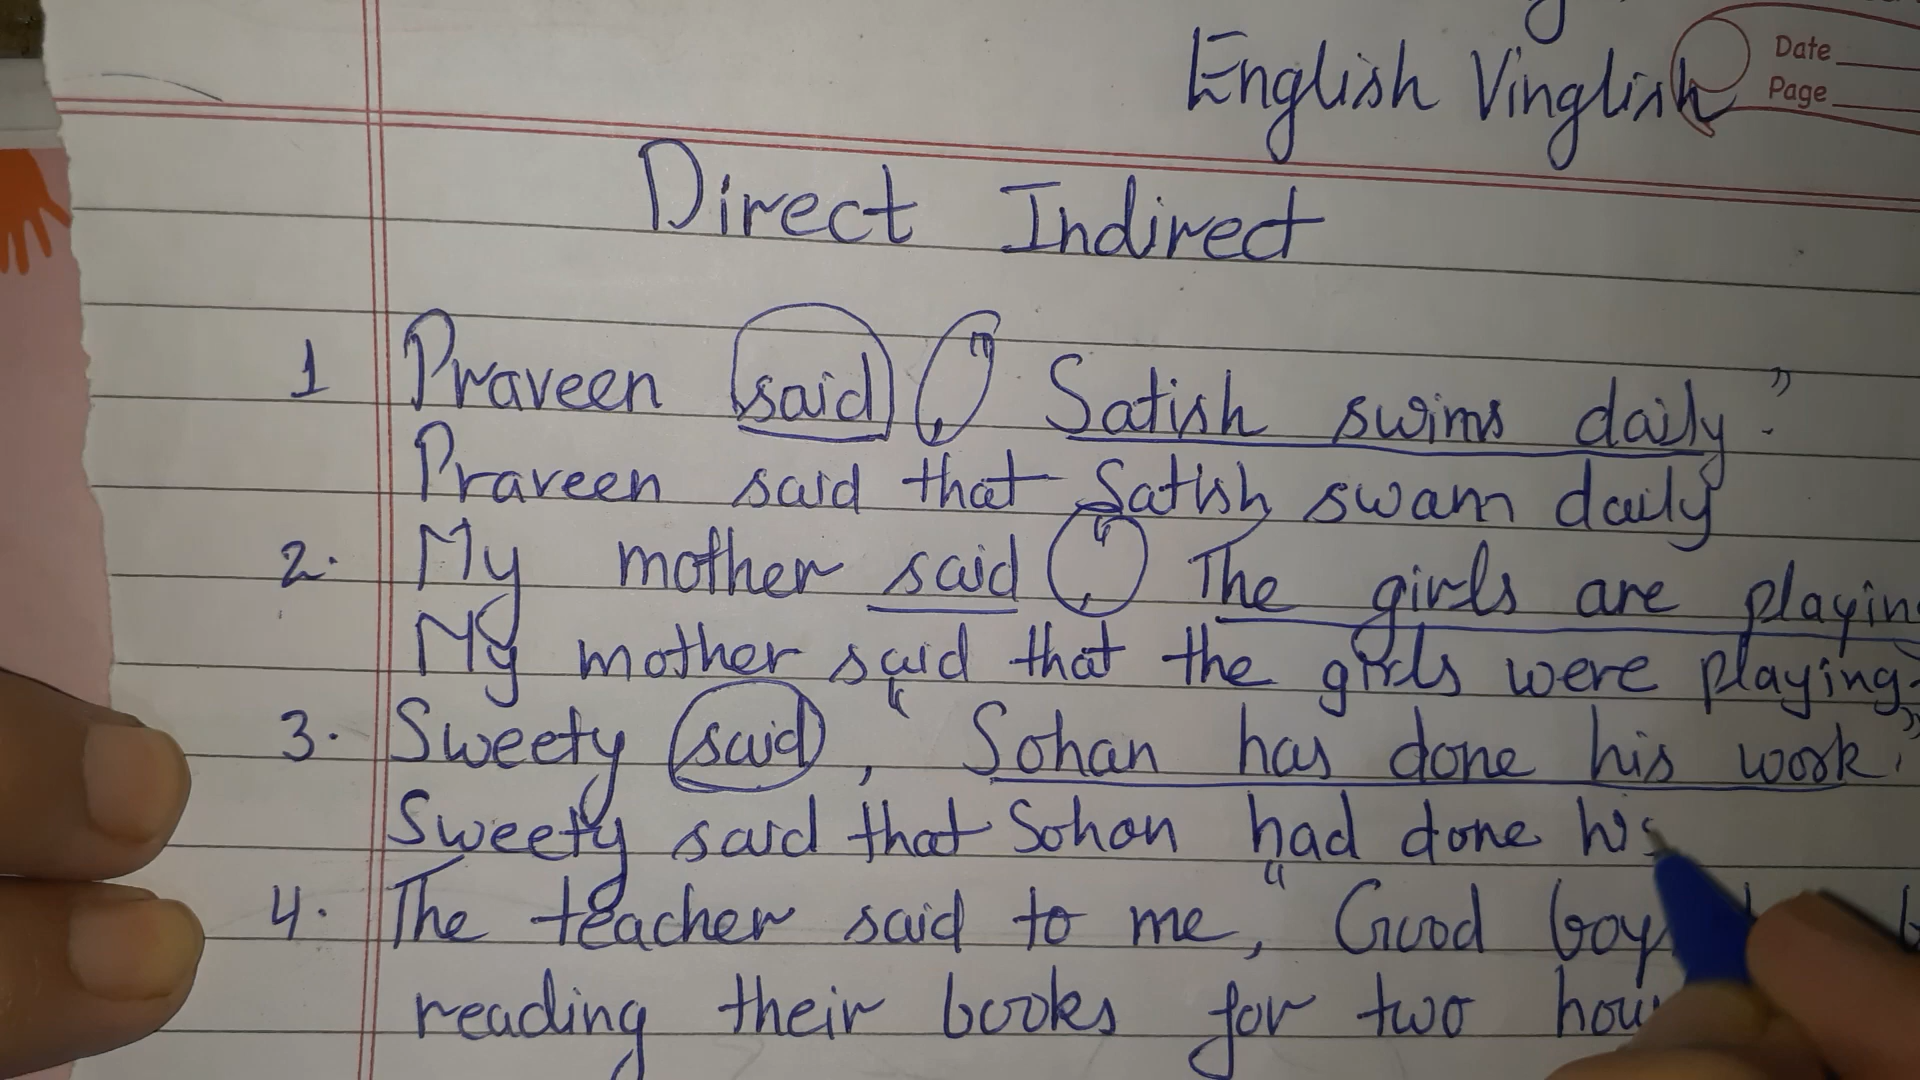 English Vinglish
Date
Page
Direct Indirect
1 Praveen said , " Satish swims daily."
Praveen said that Satish swam daily
2. My mother said , " The girls are playing
My mother said that the girls were playing.
3. Sweety said , " Sohan has done his work."
Sweety said that Sohan had done his
4. The teacher said to me, " Good boy
reading their books for two hou